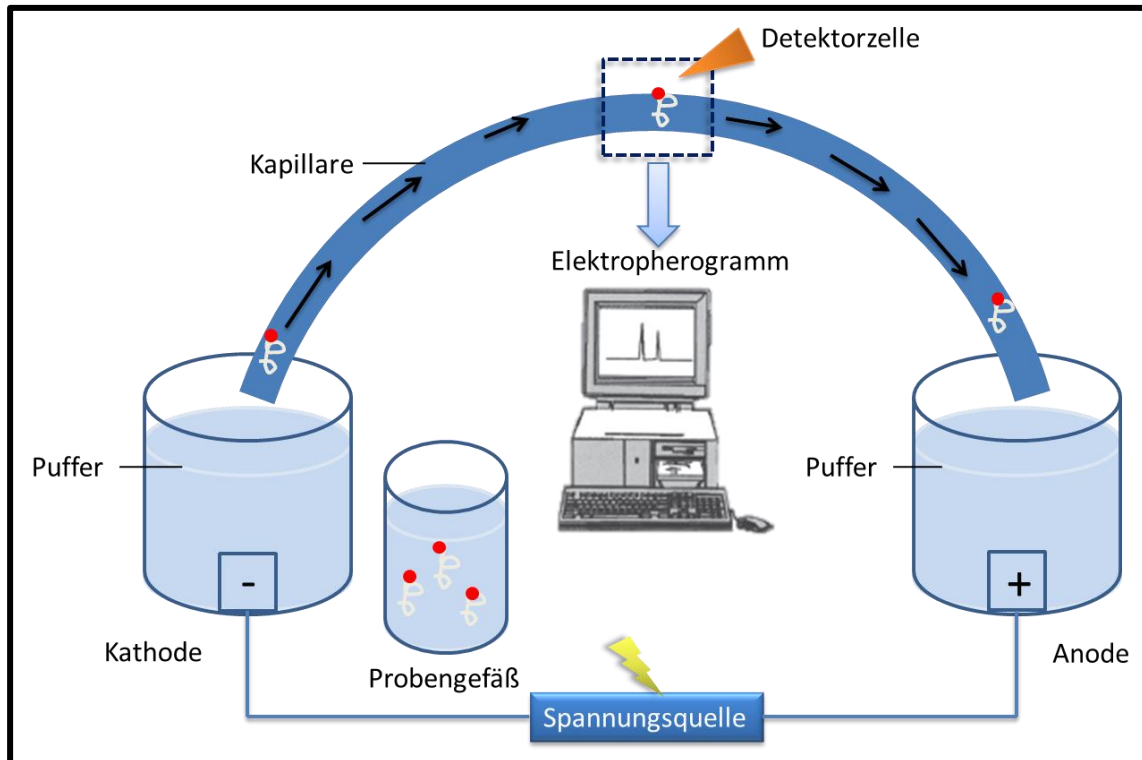 Detektorzelle
Kapillare
Elektropherogramm
Puffer
Puffer
-
+
Kathode
Probengefäß
Anode
Spannungsquelle